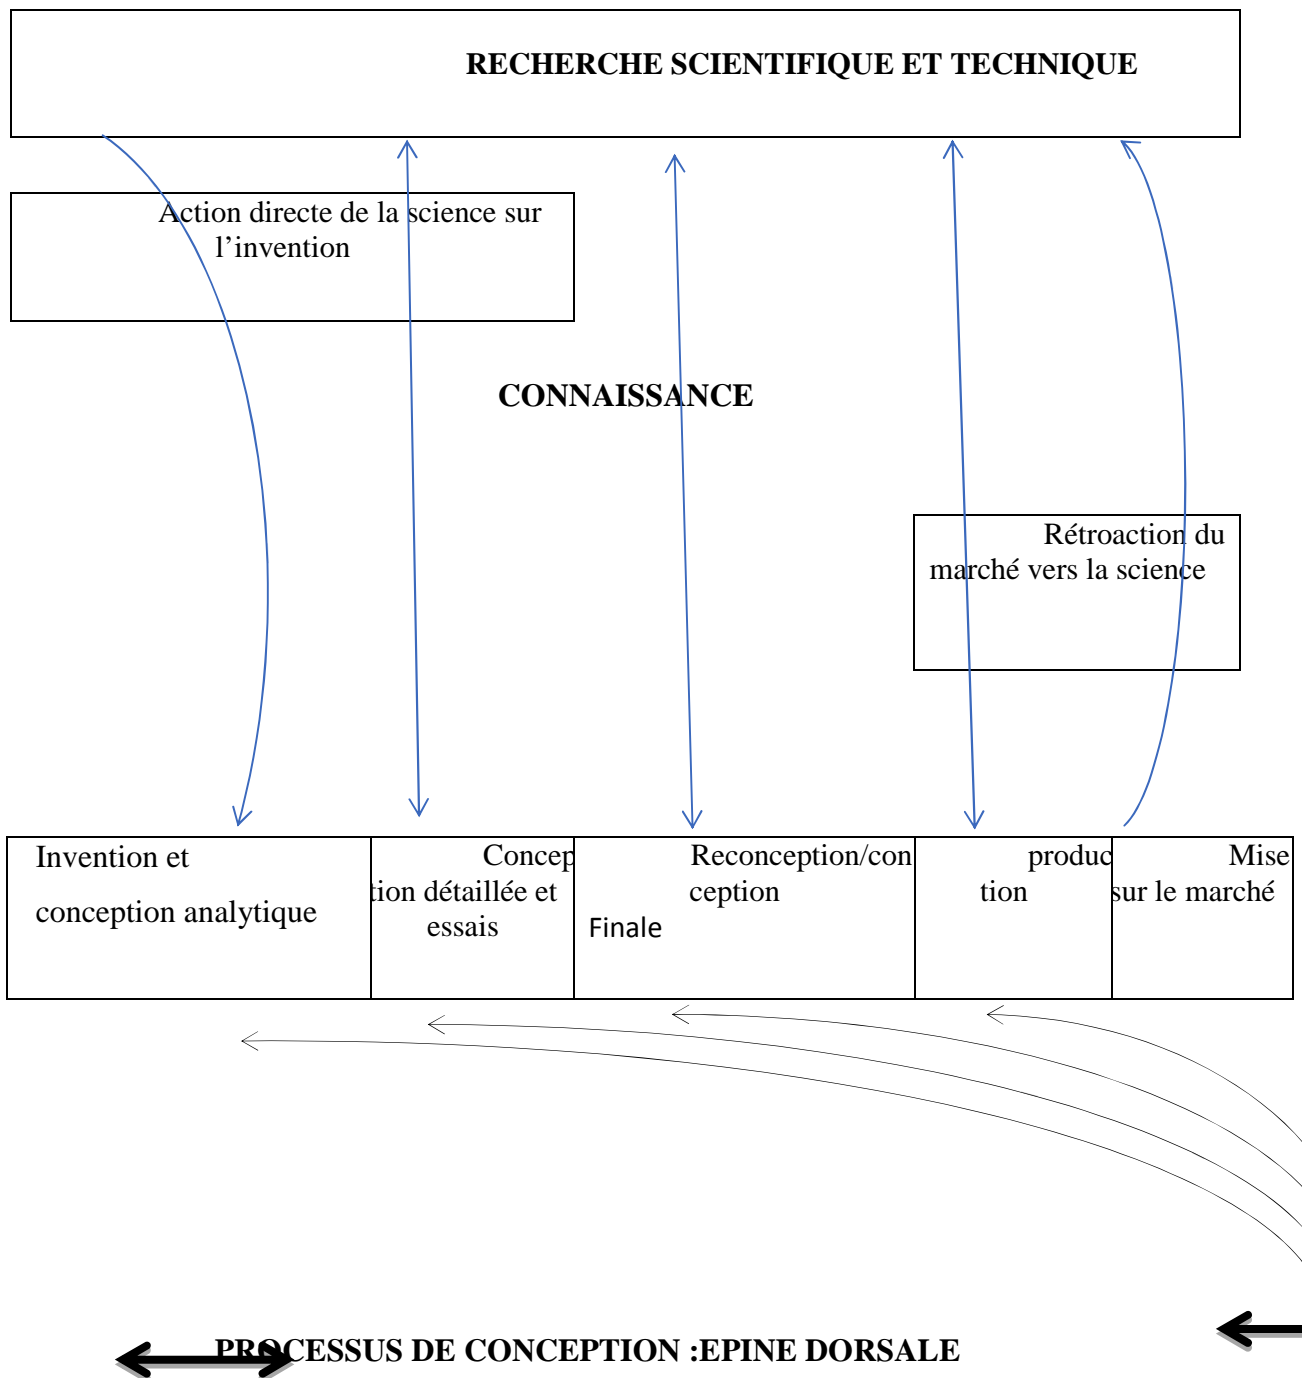 RECHERCHE SCIENTIFIQUE ET TECHNIQUE
Action directe de la science sur
l’invention
CONNAISSANCE
Rétroaction du
marché vers la science
Invention et
conception analytique
Concep
tion détaillée et
essais
Reconception/con
ception
Finale
produc
tion
Mise
sur le marché
PROCESSUS DE CONCEPTION :EPINE DORSALE